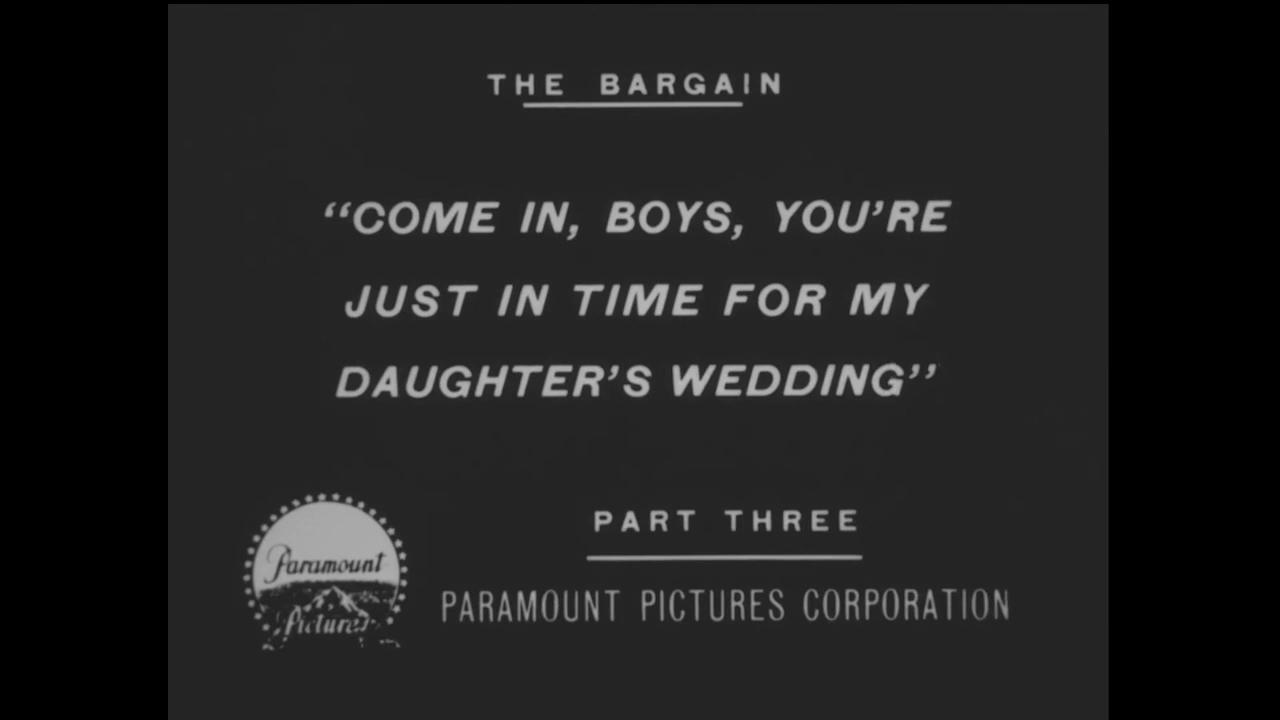 THE BARGAIN
“COME IN, BOYS, YOU’RE
JUST IN TIME FOR MY
DAUGHTER’S WEDDING”
PART THREE
Paramount
Pictures
PARAMOUNT PICTURES CORPORATION